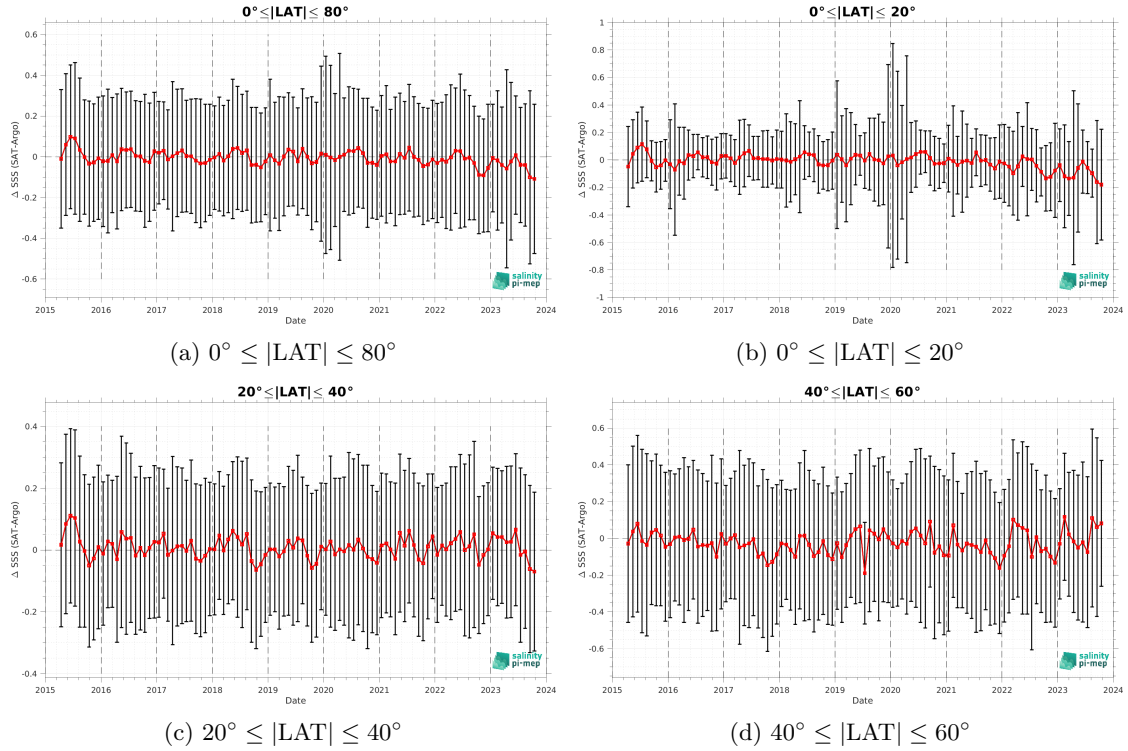 0°≤|LAT|≤ 80°
0.6
0.4
0.2
0
-0.2
-0.4
-0.6
Δ SSS (SAT-Argo)
2015 2016 2017 2018 2019 2020 2021 2022 2023 2024
Date
salinity
pi-mep
(a) 0° ≤ |LAT| ≤ 80°
0°≤|LAT|≤ 20°
1
0.8
0.6
0.4
0.2
0
-0.2
-0.4
-0.6
-0.8
-1
Δ SSS (SAT-Argo)
2015 2016 2017 2018 2019 2020 2021 2022 2023 2024
Date
salinity
pi-mep
(b) 0° ≤ |LAT| ≤ 20°
20°≤|LAT|≤ 40°
0.4
0.2
0
-0.2
-0.4
Δ SSS (SAT-Argo)
2015 2016 2017 2018 2019 2020 2021 2022 2023 2024
Date
salinity
pi-mep
(c) 20° ≤ |LAT| ≤ 40°
40°≤|LAT|≤ 60°
0.6
0.4
0.2
0
-0.2
-0.4
-0.6
Δ SSS (SAT-Argo)
2015 2016 2017 2018 2019 2020 2021 2022 2023 2024
Date
salinity
pi-mep
(d) 40° ≤ |LAT| ≤ 60°